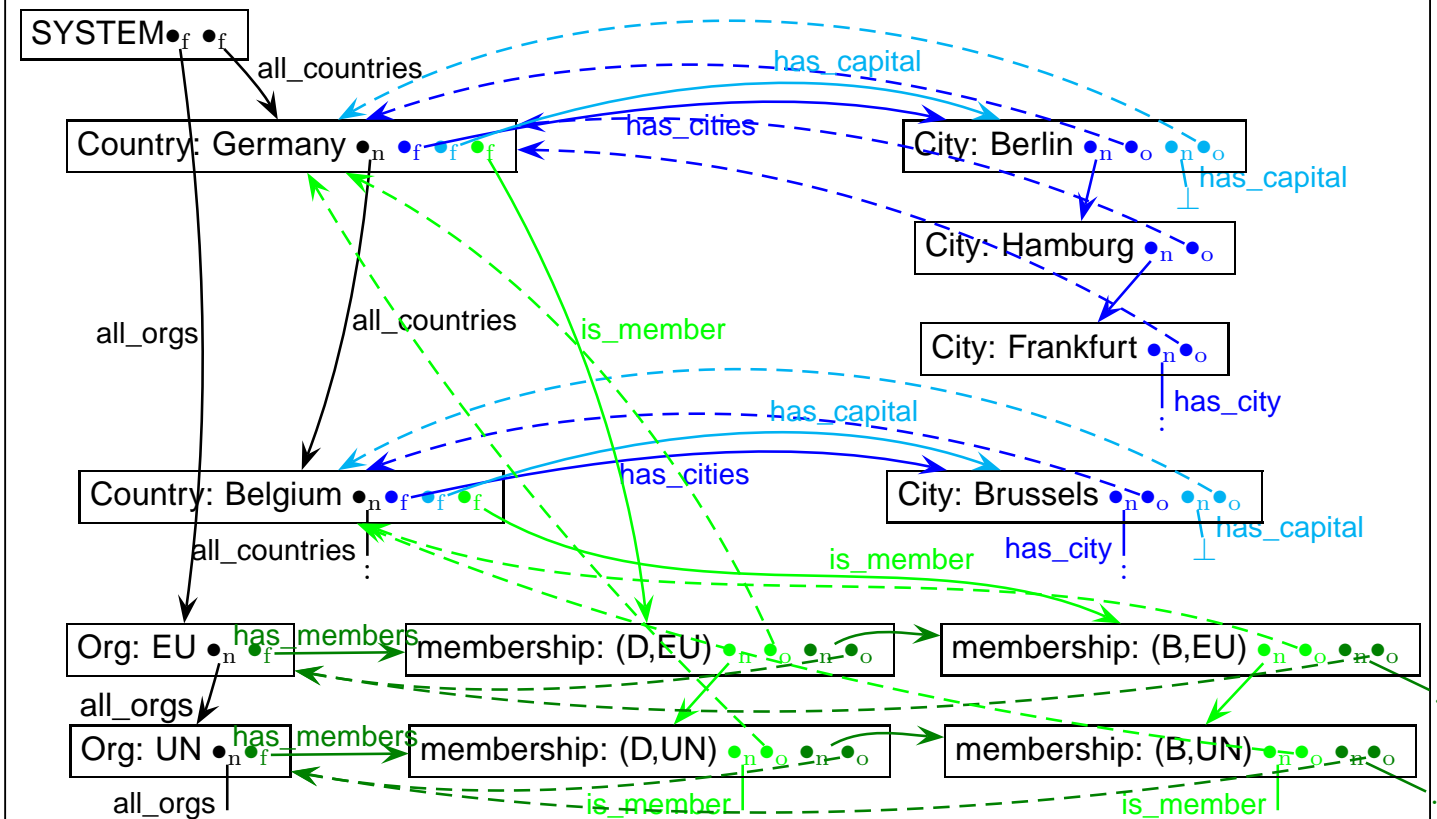 SYSTEM●f ●f
all_countries
has_capital
has_cities
Country: Germany ●n ●f ●f ●f
City: Berlin ●n ●o ●n ●o
has_capital
⊥
City: Hamburg ●n ●o
all_orgs
all_countries
is_member
City: Frankfurt ●n ●o
has_city
⋮
has_capital
has_cities
Country: Belgium ●n ●f ●f ●f
City: Brussels ●n ●o ●n ●o
has_capital
⊥
all_countries
⋮
has_city
⋮
is_member
Org: EU ●n ●f
has_members
membership: (D,EU) ●n ●o ●n ●o
membership: (B,EU) ●n ●o ●n ●o
all_orgs
Org: UN ●n ●f
has_members
membership: (D,UN) ●n ●o ●n ●o
membership: (B,UN) ●n ●o ●n ●o
all_orgs
is_member
is_member